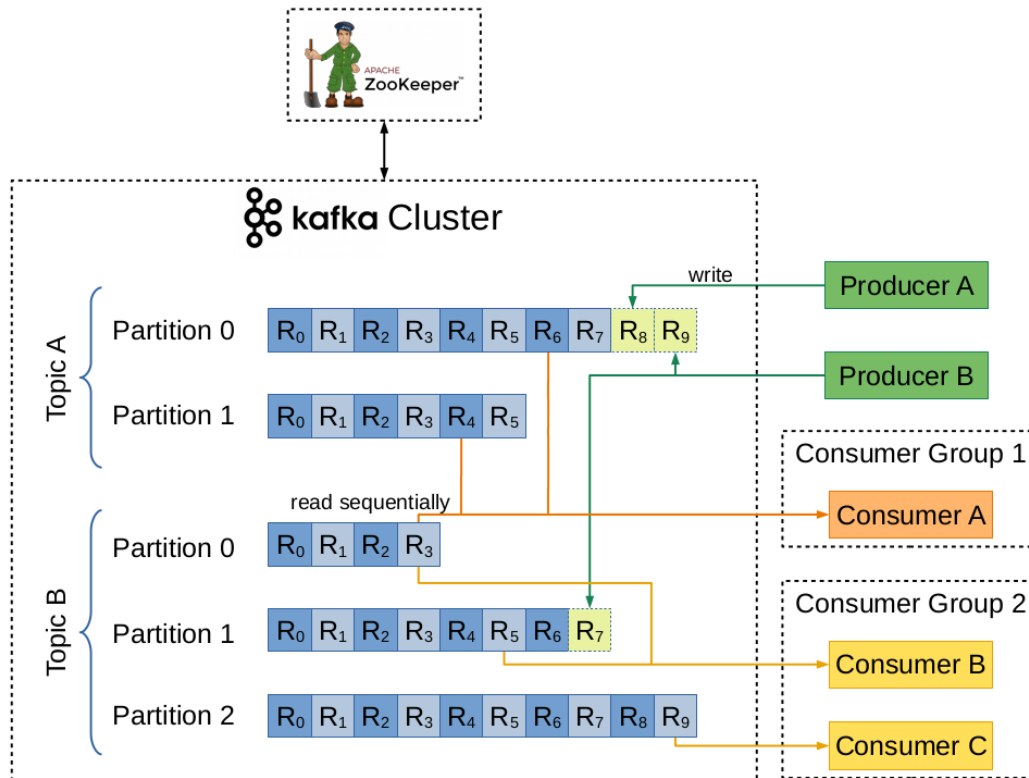 APACHE
ZooKeeper™
kafka Cluster
write
Producer A
Topic A
Partition 0
R₀ R₁ R₂ R₃ R₄ R₅ R₆ R₇ R₈ R₉
Producer B
Partition 1
R₀ R₁ R₂ R₃ R₄ R₅
Consumer Group 1
read sequentially
Consumer A
Topic B
Partition 0
R₀ R₁ R₂ R₃
Consumer Group 2
Partition 1
R₀ R₁ R₂ R₃ R₄ R₅ R₆ R₇
Consumer B
Partition 2
R₀ R₁ R₂ R₃ R₄ R₅ R₆ R₇ R₈ R₉
Consumer C